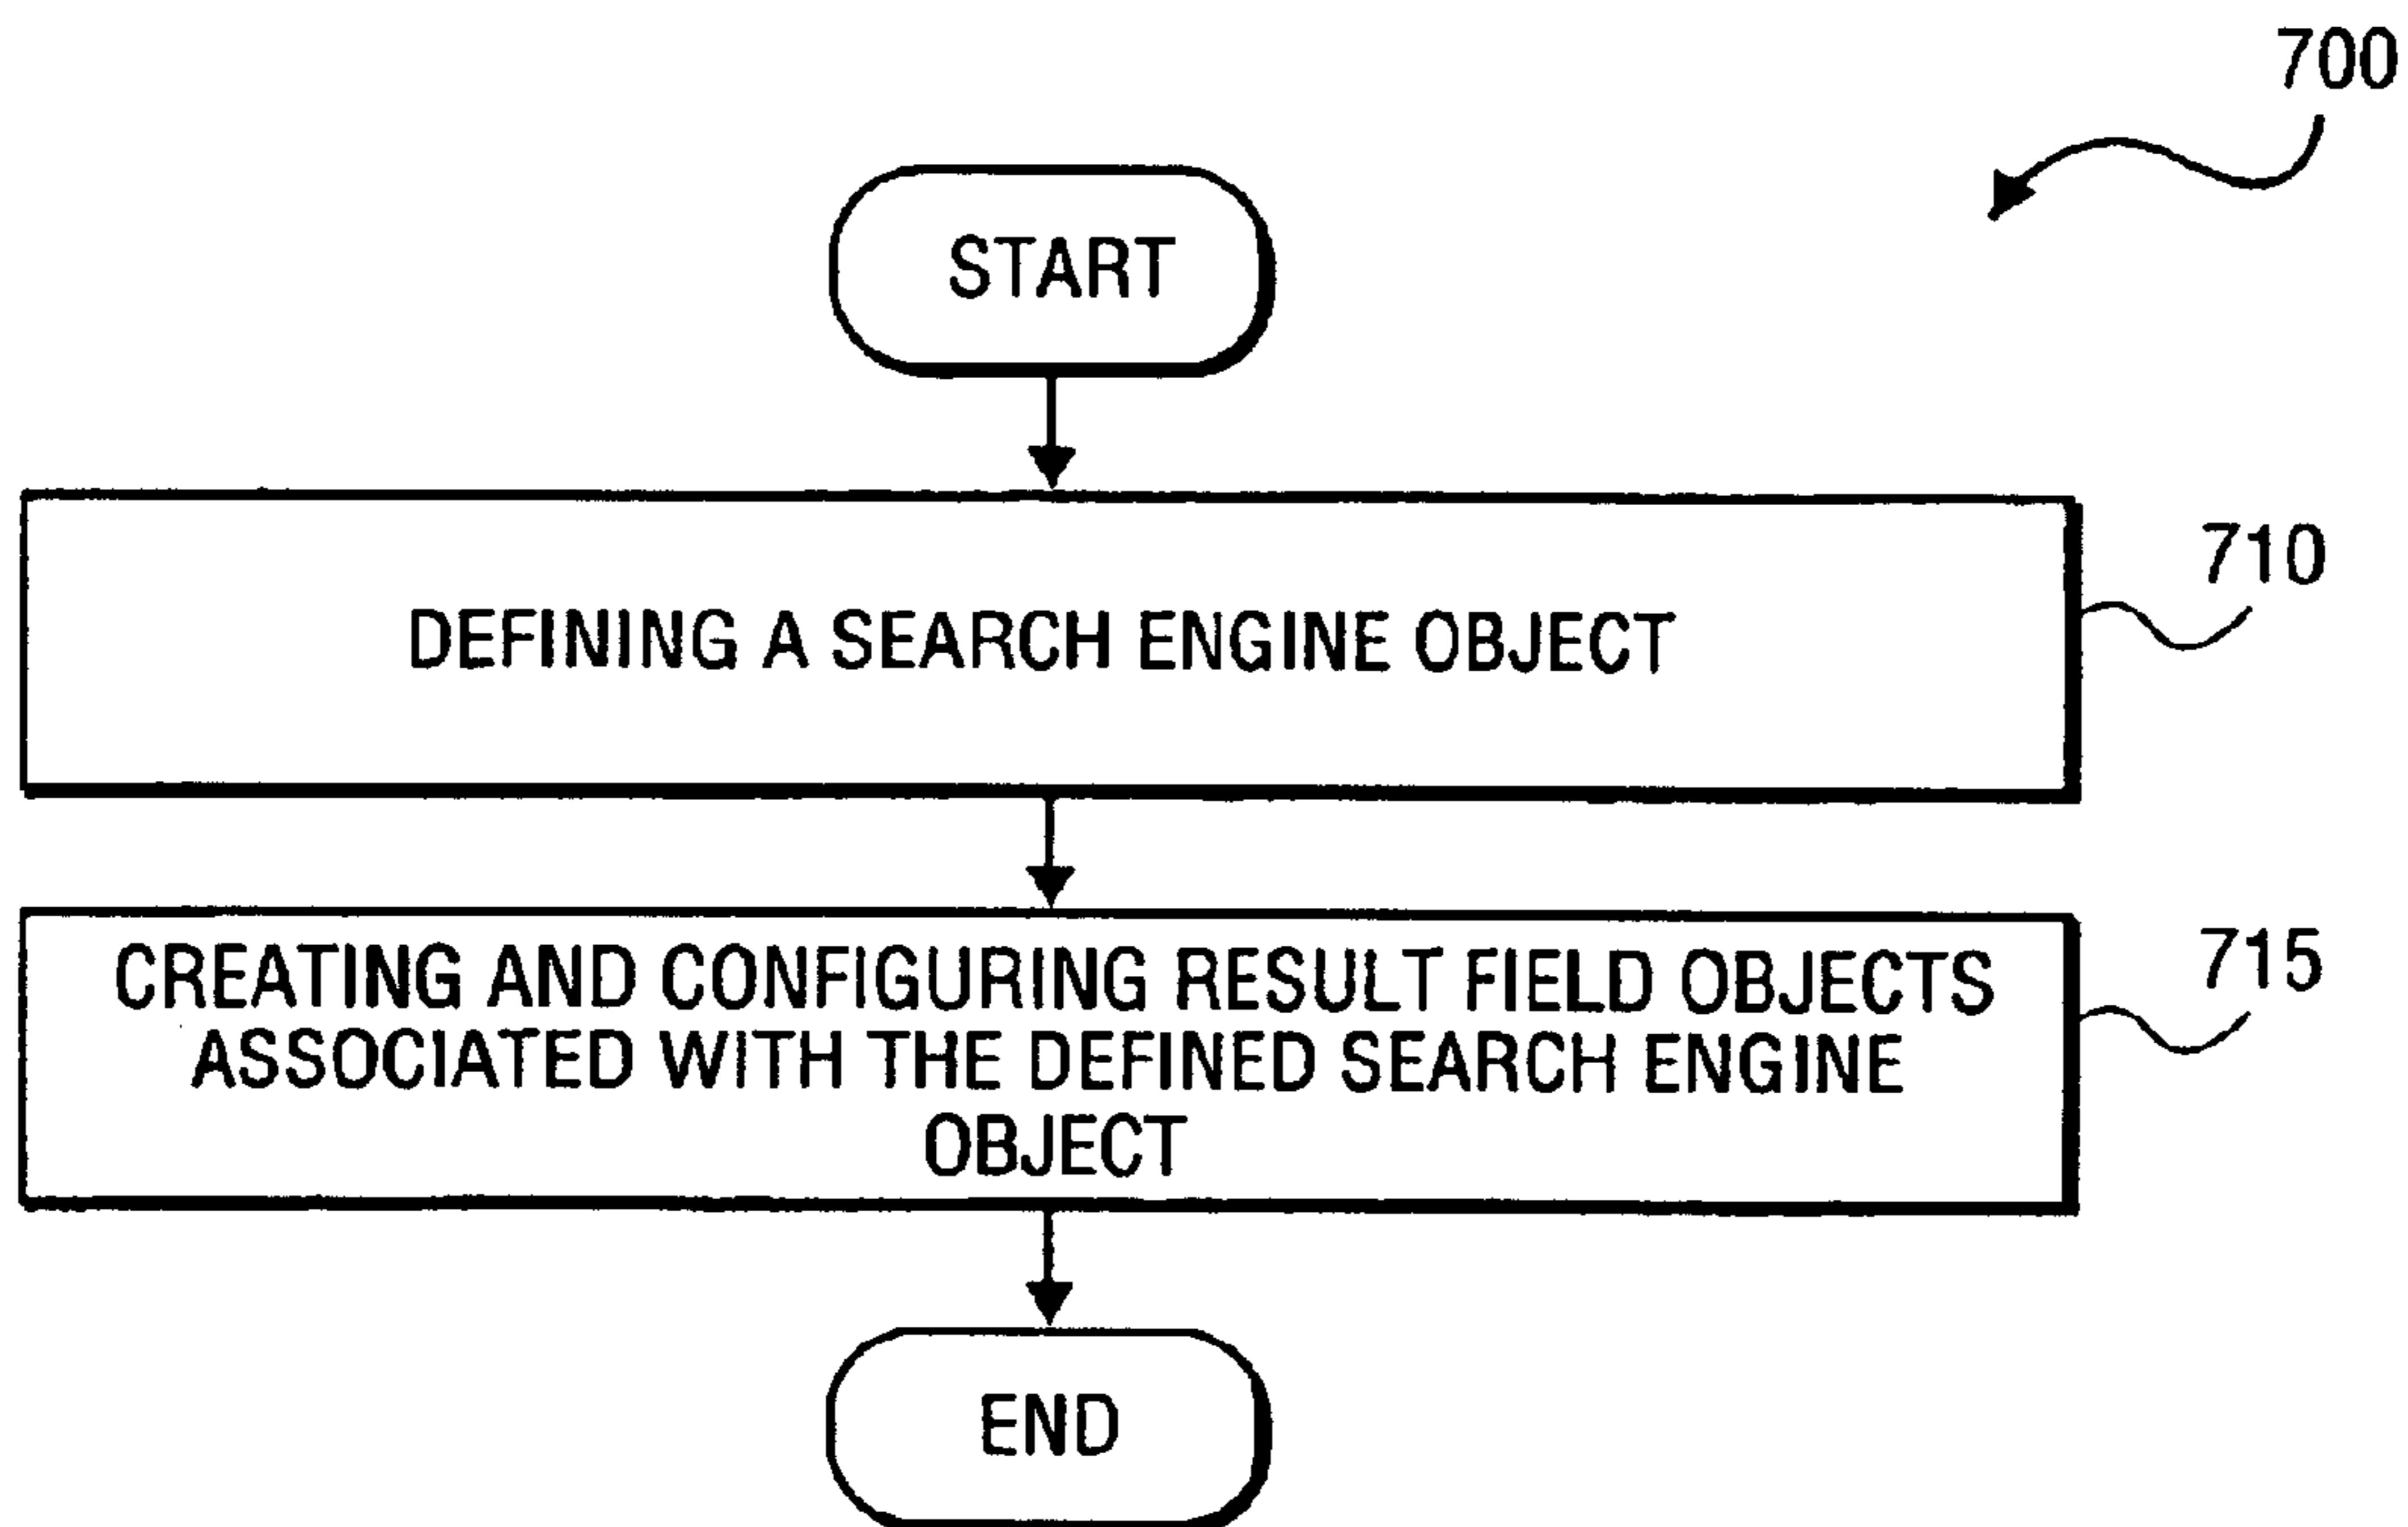 700
START
DEFINING A SEARCH ENGINE OBJECT
710
CREATING AND CONFIGURING RESULT FIELD OBJECTS
ASSOCIATED WITH THE DEFINED SEARCH ENGINE
OBJECT
715
END